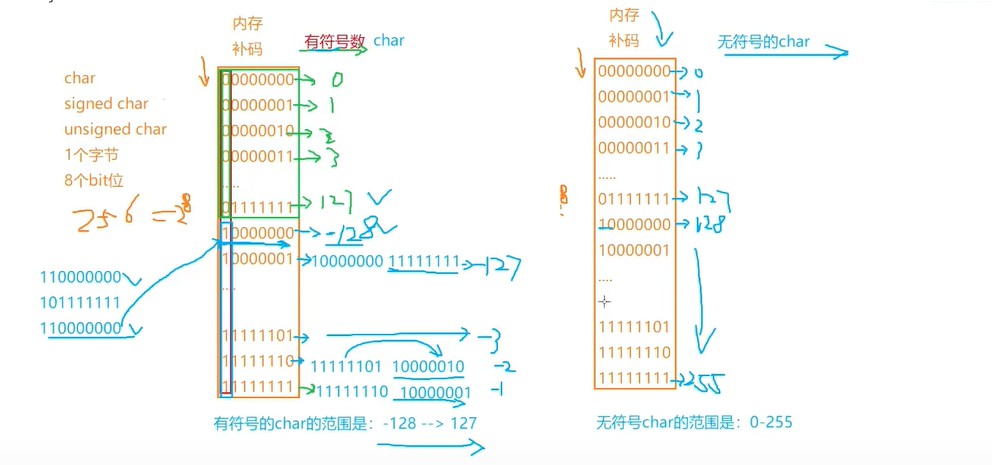 char
signed char
unsigned char
1个字节
8个bit位
256 = 2^8
110000000
101111111
110000000
内存
补码
有符号数 char
00000000 0
00000001 1
00000010 2
00000011 3
....
01111111 127
10000000 -128
10000001 10000000 11111111 -127
....
11111101 -3
11111110 11111101 10000010 -2
11111111 11111110 10000001 -1
有符号的char的范围是：-128 --> 127
内存
补码
无符号的char
00000000 0
00000001 1
00000010 2
00000011 3
.....
01111111 127
10000000 128
10000001
....
11111101
11111110
11111111 255
无符号char的范围是：0-255